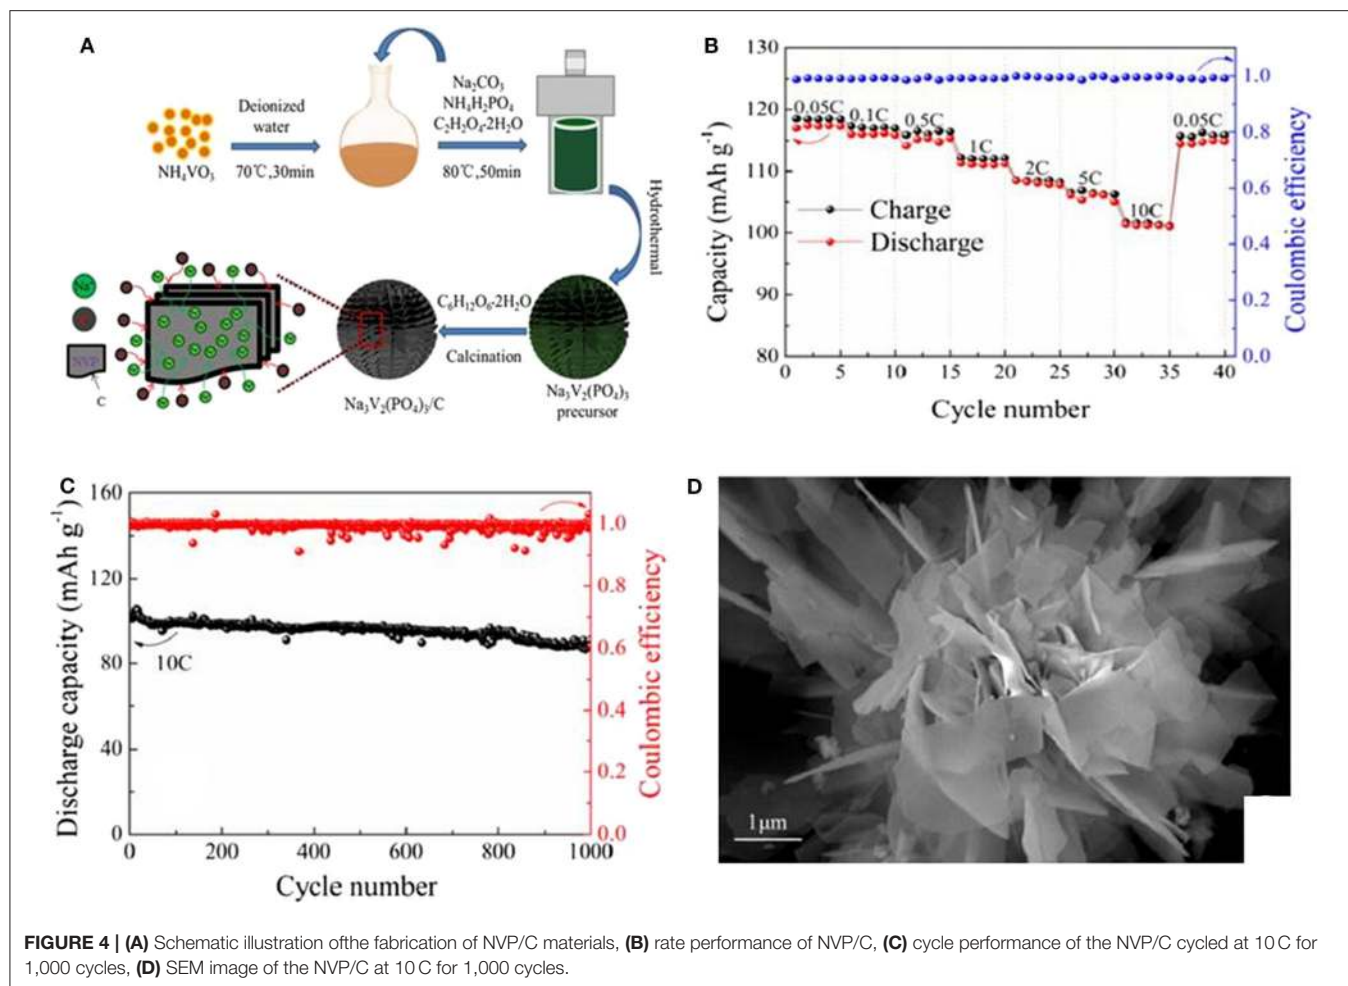 A
NH₄VO₃
Deionized
water
70℃,30min
Na₂CO₃
NH₄H₂PO₄
C₂H₂O₄·2H₂O
80℃,50min
Hydrothermal
Na₃V₂(PO₄)₃
precursor
C₆H₁₂O₆·2H₂O
Calcination
Na₃V₂(PO₄)₃/C
Na⁺
NVP
C
B
130
120
110
100
90
80
Capacity (mAh g⁻¹)
0.05C
0.1C
0.5C
1C
2C
5C
10C
0.05C
Charge
Discharge
1.0
0.8
0.6
0.4
0.2
0.0
Coulombic efficiency
0 5 10 15 20 25 30 35 40
Cycle number
C
160
120
80
40
0
Discharge capacity (mAh g⁻¹)
10C
1.0
0.8
0.6
0.4
0.2
0.0
Coulombic efficiency
0 200 400 600 800 1000
Cycle number
D
1μm
FIGURE 4 | (A) Schematic illustration ofthe fabrication of NVP/C materials, (B) rate performance of NVP/C, (C) cycle performance of the NVP/C cycled at 10 C for
1,000 cycles, (D) SEM image of the NVP/C at 10 C for 1,000 cycles.